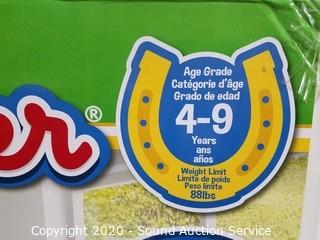 Age Grade
Catégorie d'âge
Grado de edad
4-9
Years
ans
años
Weight Limit
Limite de poids
Peso límite
88lbs
er®
Copyright 2020 - Sound Auction Service